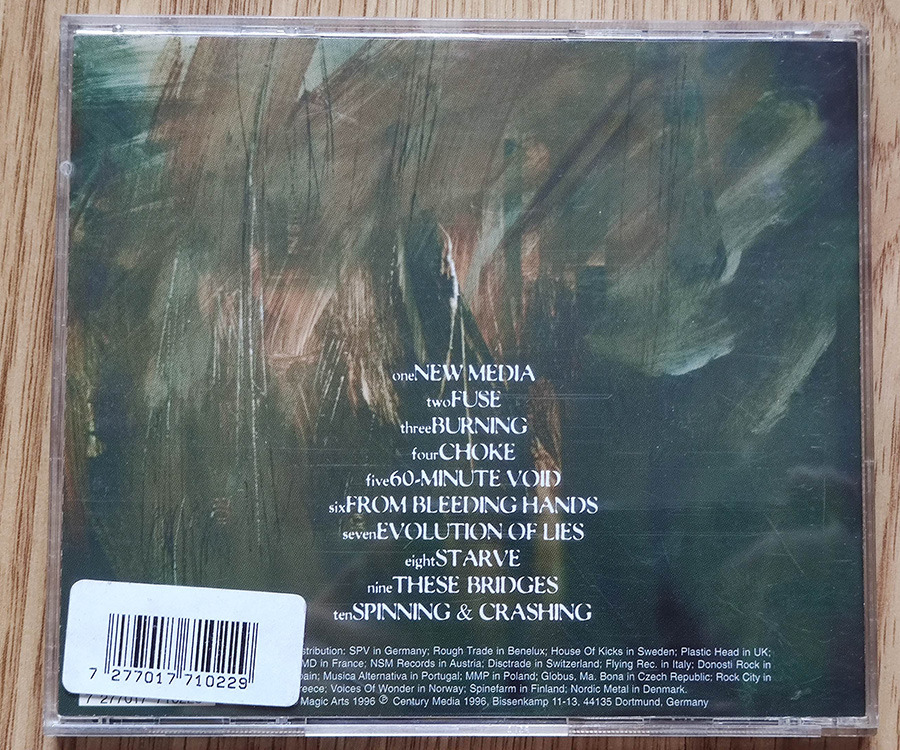 one.NEW MEDIA
twoFUSE
threeBURNING
fourCHOKE
five60-MINUTE VOID
sixFROM BLEEDING HANDS
sevenEVOLUTION OF LIES
eightSTARVE
nineTHESE BRIDGES
tenSPINNING & CRASHING
stribution: SPV in Germany; Rough Trade in Benelux; House Of Kicks in Sweden; Plastic Head in UK;
MD in France; NSM Records in Austria; Disctrade in Switzerland; Flying Rec. in Italy; Donosti Rock in
pain; Musica Alternativa in Portugal; MMP in Poland; Globus, Ma. Bona in Czech Republic; Rock City in
reece; Voices Of Wonder in Norway; Spinefarm in Finland; Nordic Metal in Denmark.
Magic Arts 1996 ℗ Century Media 1996, Bissenkamp 11-13, 44135 Dortmund, Germany
7 277017 710229